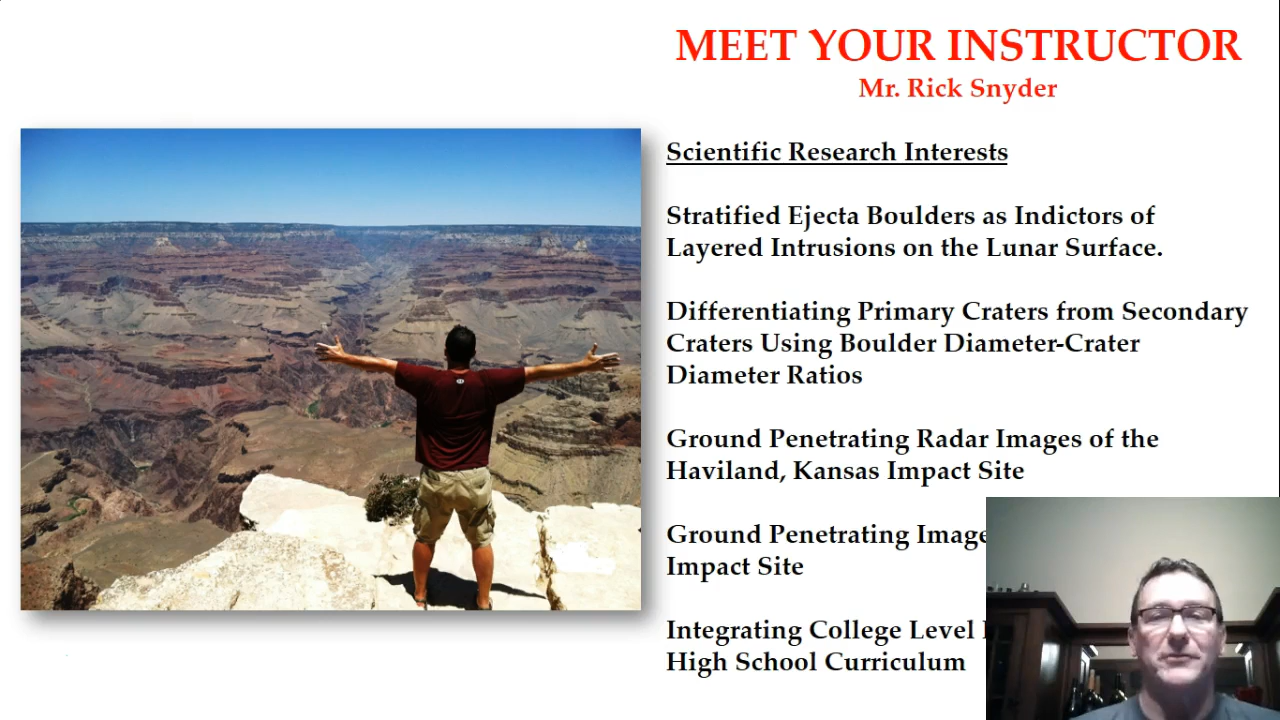 MEET YOUR INSTRUCTOR
Mr. Rick Snyder
Scientific Research Interests
Stratified Ejecta Boulders as Indictors of
Layered Intrusions on the Lunar Surface.
Differentiating Primary Craters from Secondary
Craters Using Boulder Diameter-Crater
Diameter Ratios
Ground Penetrating Radar Images of the
Haviland, Kansas Impact Site
Ground Penetrating Image
Impact Site
Integrating College Level
High School Curriculum